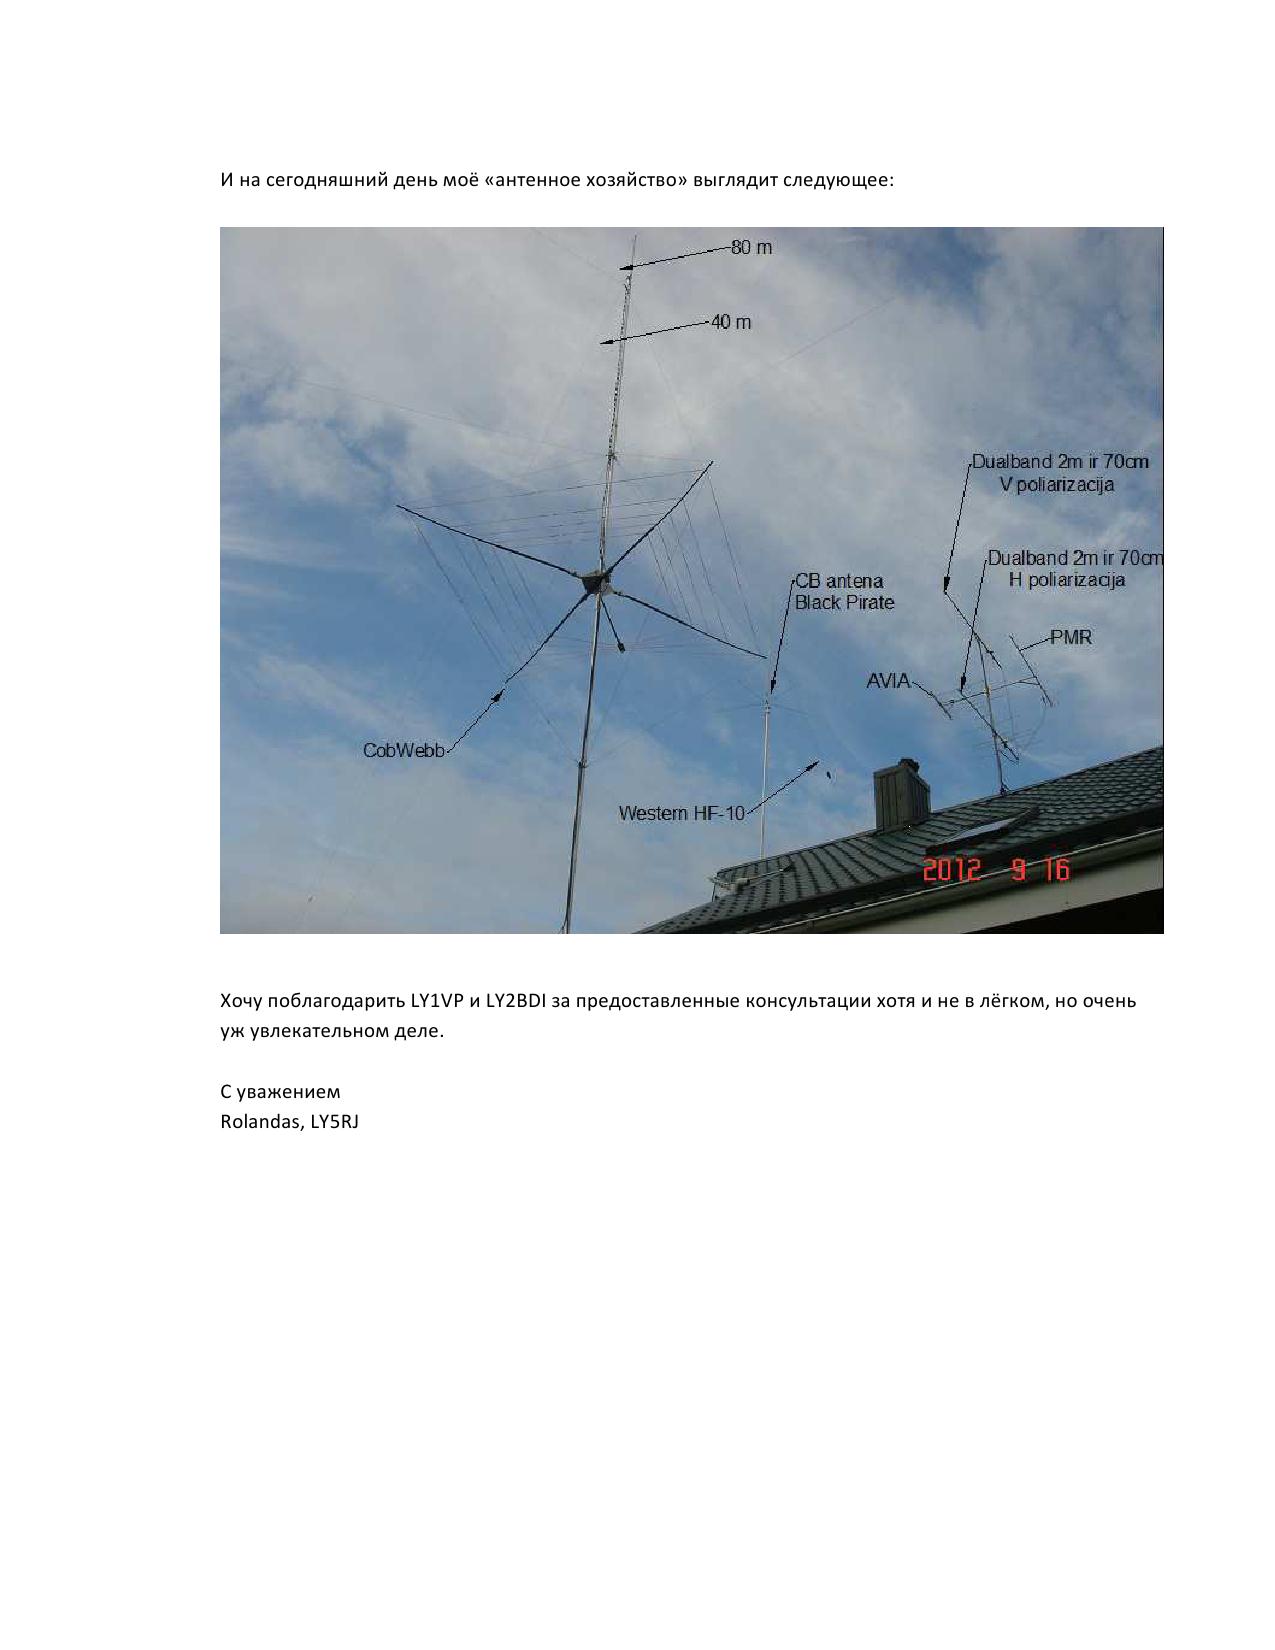 И на сегодняшний день моё «антенное хозяйство» выглядит следующее:
80 m
40 m
Dualband 2m ir 70cm
V poliarizacija
Dualband 2m ir 70cm
H poliarizacija
CB antena
Black Pirate
PMR
AVIA
CobWebb
Western HF-10
2012 9 16
Хочу поблагодарить LY1VP и LY2BDI за предоставленные консультации хотя и не в лёгком, но очень
уж увлекательном деле.
С уважением
Rolandas, LY5RJ